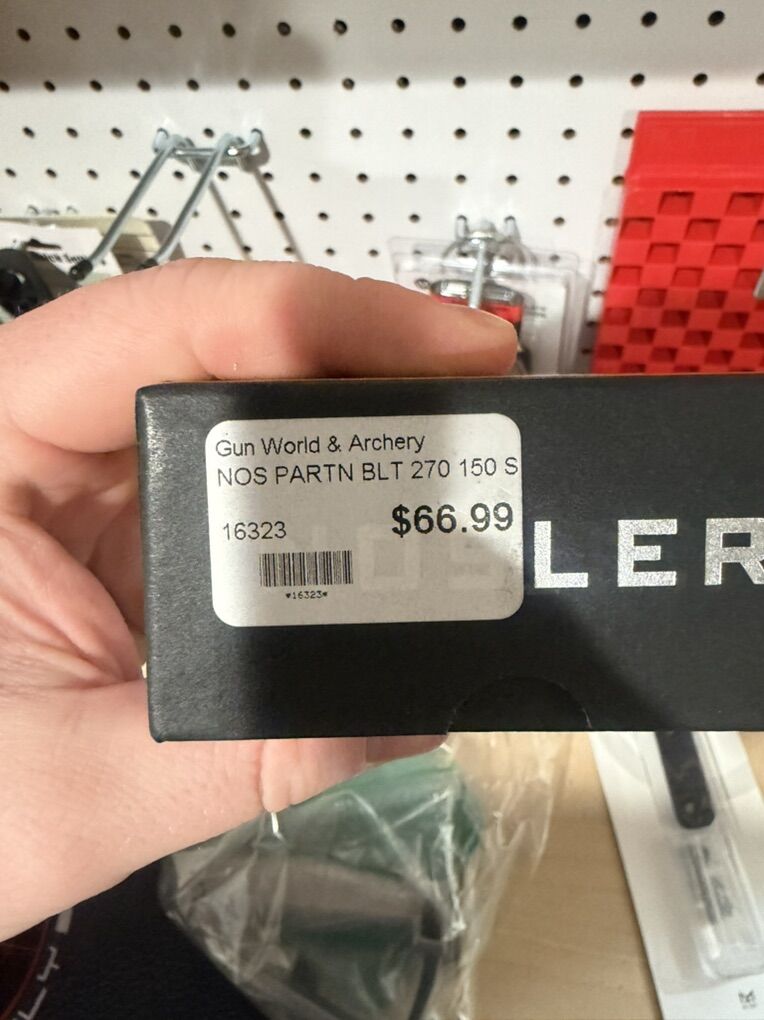 Gun World & Archery
NOS PARTN BLT 270 150 S
16323
$66.99
*16323*
LER